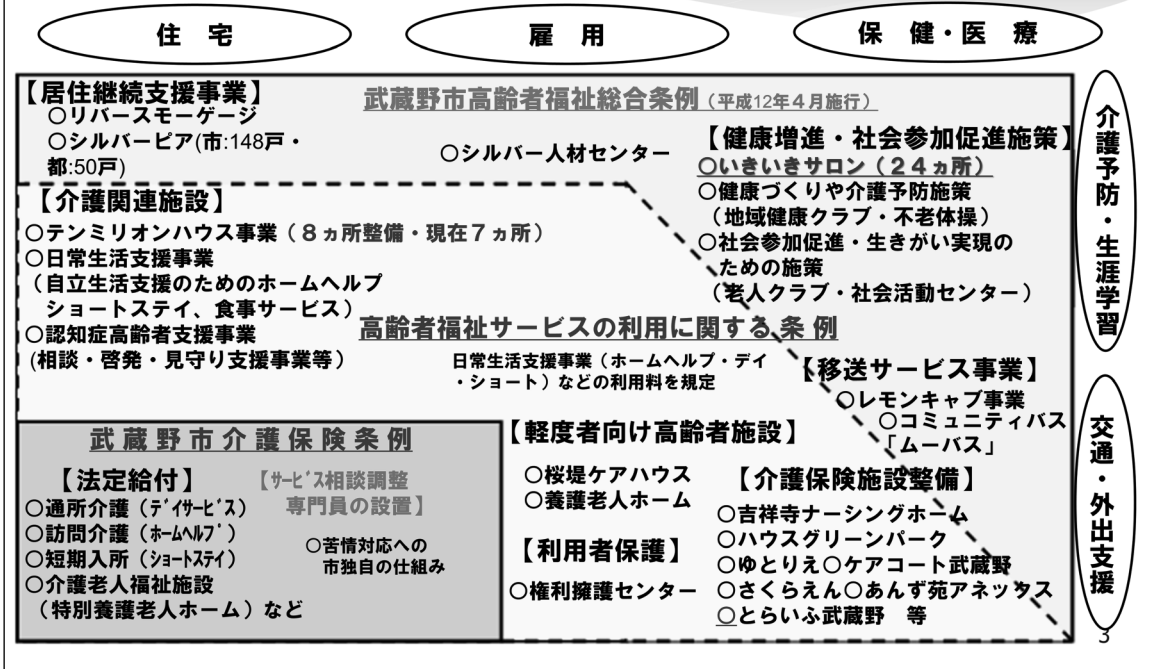 住 宅
雇 用
保 健・医 療
【居住継続支援事業】
○リバースモーゲージ
○シルバーピア(市:148戸・
都:50戸)
武蔵野市高齢者福祉総合条例（平成12年４月施行）
○シルバー人材センター
【健康増進・社会参加促進施策】
○いきいきサロン（２４ヵ所）
○健康づくりや介護予防施策
（地域健康クラブ・不老体操）
○社会参加促進・生きがい実現の
ための施策
（老人クラブ・社会活動センター）
介護予防・生涯学習
【介護関連施設】
○テンミリオンハウス事業（８ヵ所整備・現在７ヵ所）
○日常生活支援事業
（自立生活支援のためのホームヘルプ
ショートステイ、食事サービス）
○認知症高齢者支援事業
(相談・啓発・見守り支援事業等）
高齢者福祉サービスの利用に関する条例
日常生活支援事業（ホームヘルプ・デイ
・ショート）などの利用料を規定
【移送サービス事業】
○レモンキャブ事業
○コミュニティバス
「ムーバス」
交通・外出支援
武蔵野市介護保険条例
【法定給付】
○通所介護（ﾃﾞｲｻｰﾋﾞｽ）
○訪問介護（ﾎｰﾑﾍﾙﾌﾟ）
○短期入所（ｼｮｰﾄｽﾃｲ）
○介護老人福祉施設
（特別養護老人ホーム）など
【ｻｰﾋﾞｽ相談調整
専門員の設置】
○苦情対応への
市独自の仕組み
【軽度者向け高齢者施設】
○桜堤ケアハウス
○養護老人ホーム
【利用者保護】
○権利擁護センター
【介護保険施設整備】
○吉祥寺ナーシングホーム
○ハウスグリーンパーク
○ゆとりえ○ケアコート武蔵野
○さくらえん○あんず苑アネックス
○とらいふ武蔵野 等
3